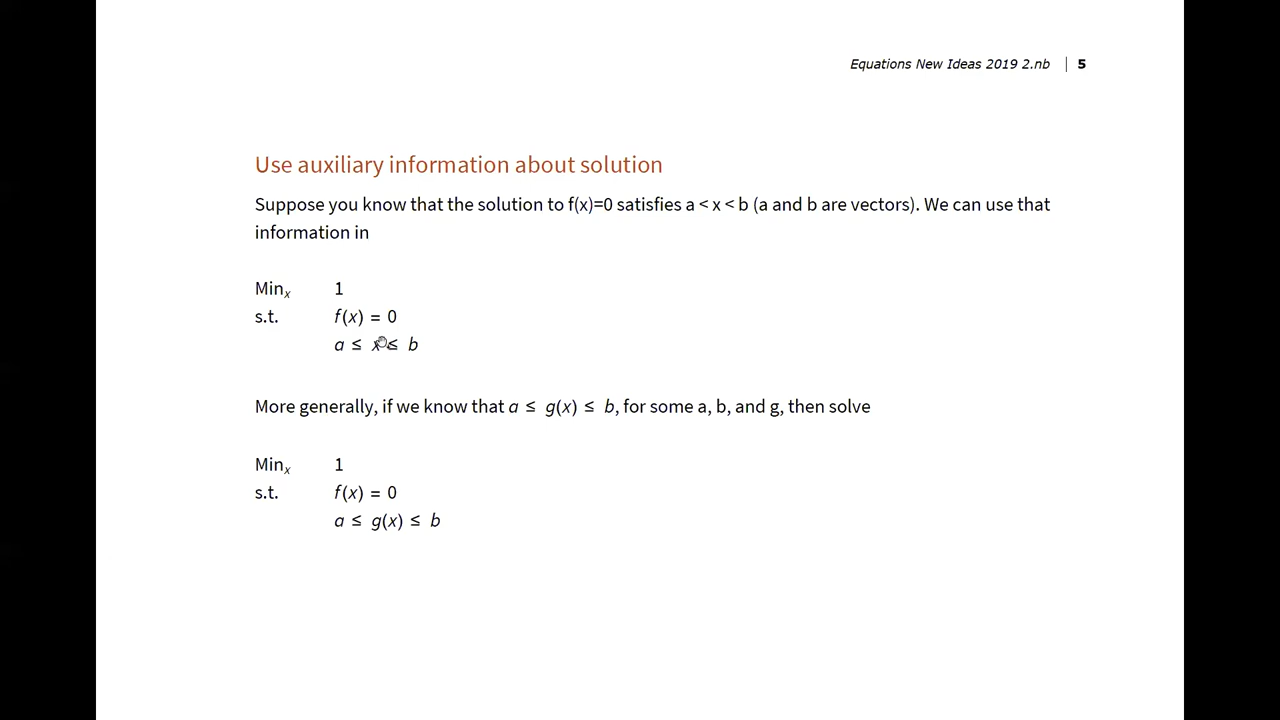 Equations New Ideas 2019 2.nb | 5
Use auxiliary information about solution
Suppose you know that the solution to f(x)=0 satisfies a < x < b (a and b are vectors). We can use that
information in
Minₓ 1
s.t. f(x) = 0
a ≤ x ≤ b
More generally, if we know that a ≤ g(x) ≤ b, for some a, b, and g, then solve
Minₓ 1
s.t. f(x) = 0
a ≤ g(x) ≤ b